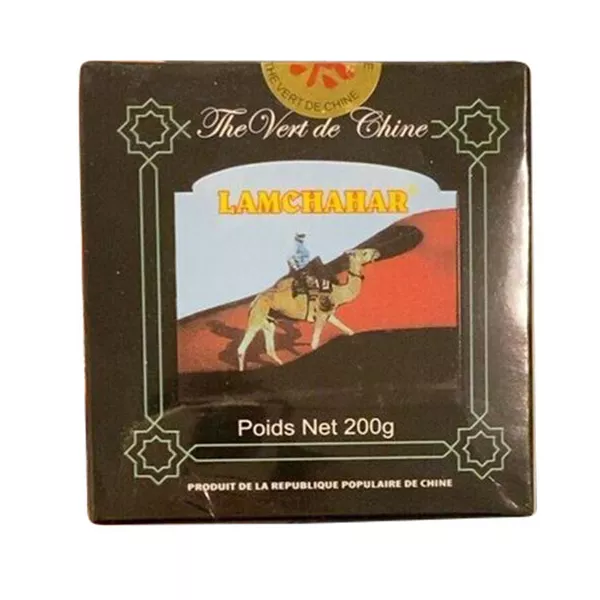 THE VERT DE CHINE
The Vert de Chine
LAMCHAHAR®
Poids Net 200g
PRODUIT DE LA REPUBLIQUE POPULAIRE DE CHINE